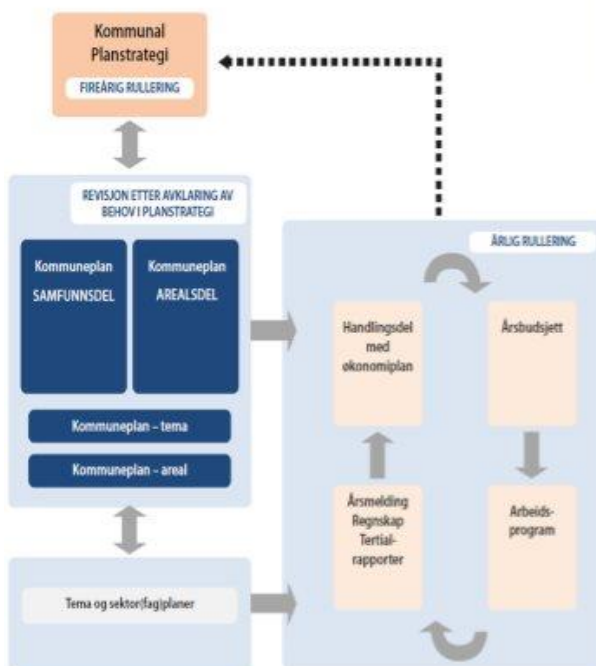 Kommunal
Planstrategi
FIREÅRIG RULLERING
REVISJON ETTER AVKLARING AV
BEHOV I PLANSTRATEGI
Kommuneplan
SAMFUNNSDEL
Kommuneplan
AREALSDEL
Kommuneplan – tema
Kommuneplan – areal
Tema og sektor(fag)planer
ÅRLIG RULLERING
Handlingsdel
med
økonomiplan
Årsbudsjett
Årsmelding
Regnskap
Tertial-
rapporter
Arbeids-
program